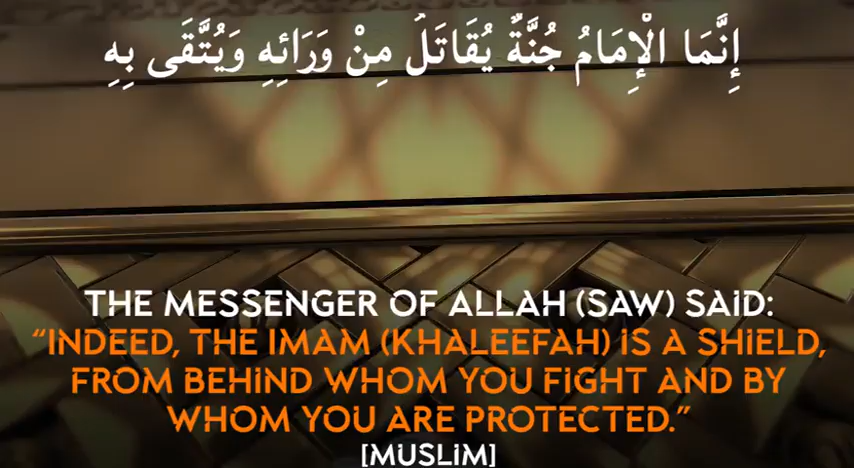 إِنَّمَا الْإِمَامُ جُنَّةٌ يُقَاتَلُ مِنْ وَرَائِهِ وَيُتَّقَى بِهِ
THE MESSENGER OF ALLAH (SAW) SAID:
“INDEED, THE IMAM (KHALEEFAH) IS A SHIELD,
FROM BEHIND WHOM YOU FIGHT AND BY
WHOM YOU ARE PROTECTED.”
[MUSLIM]